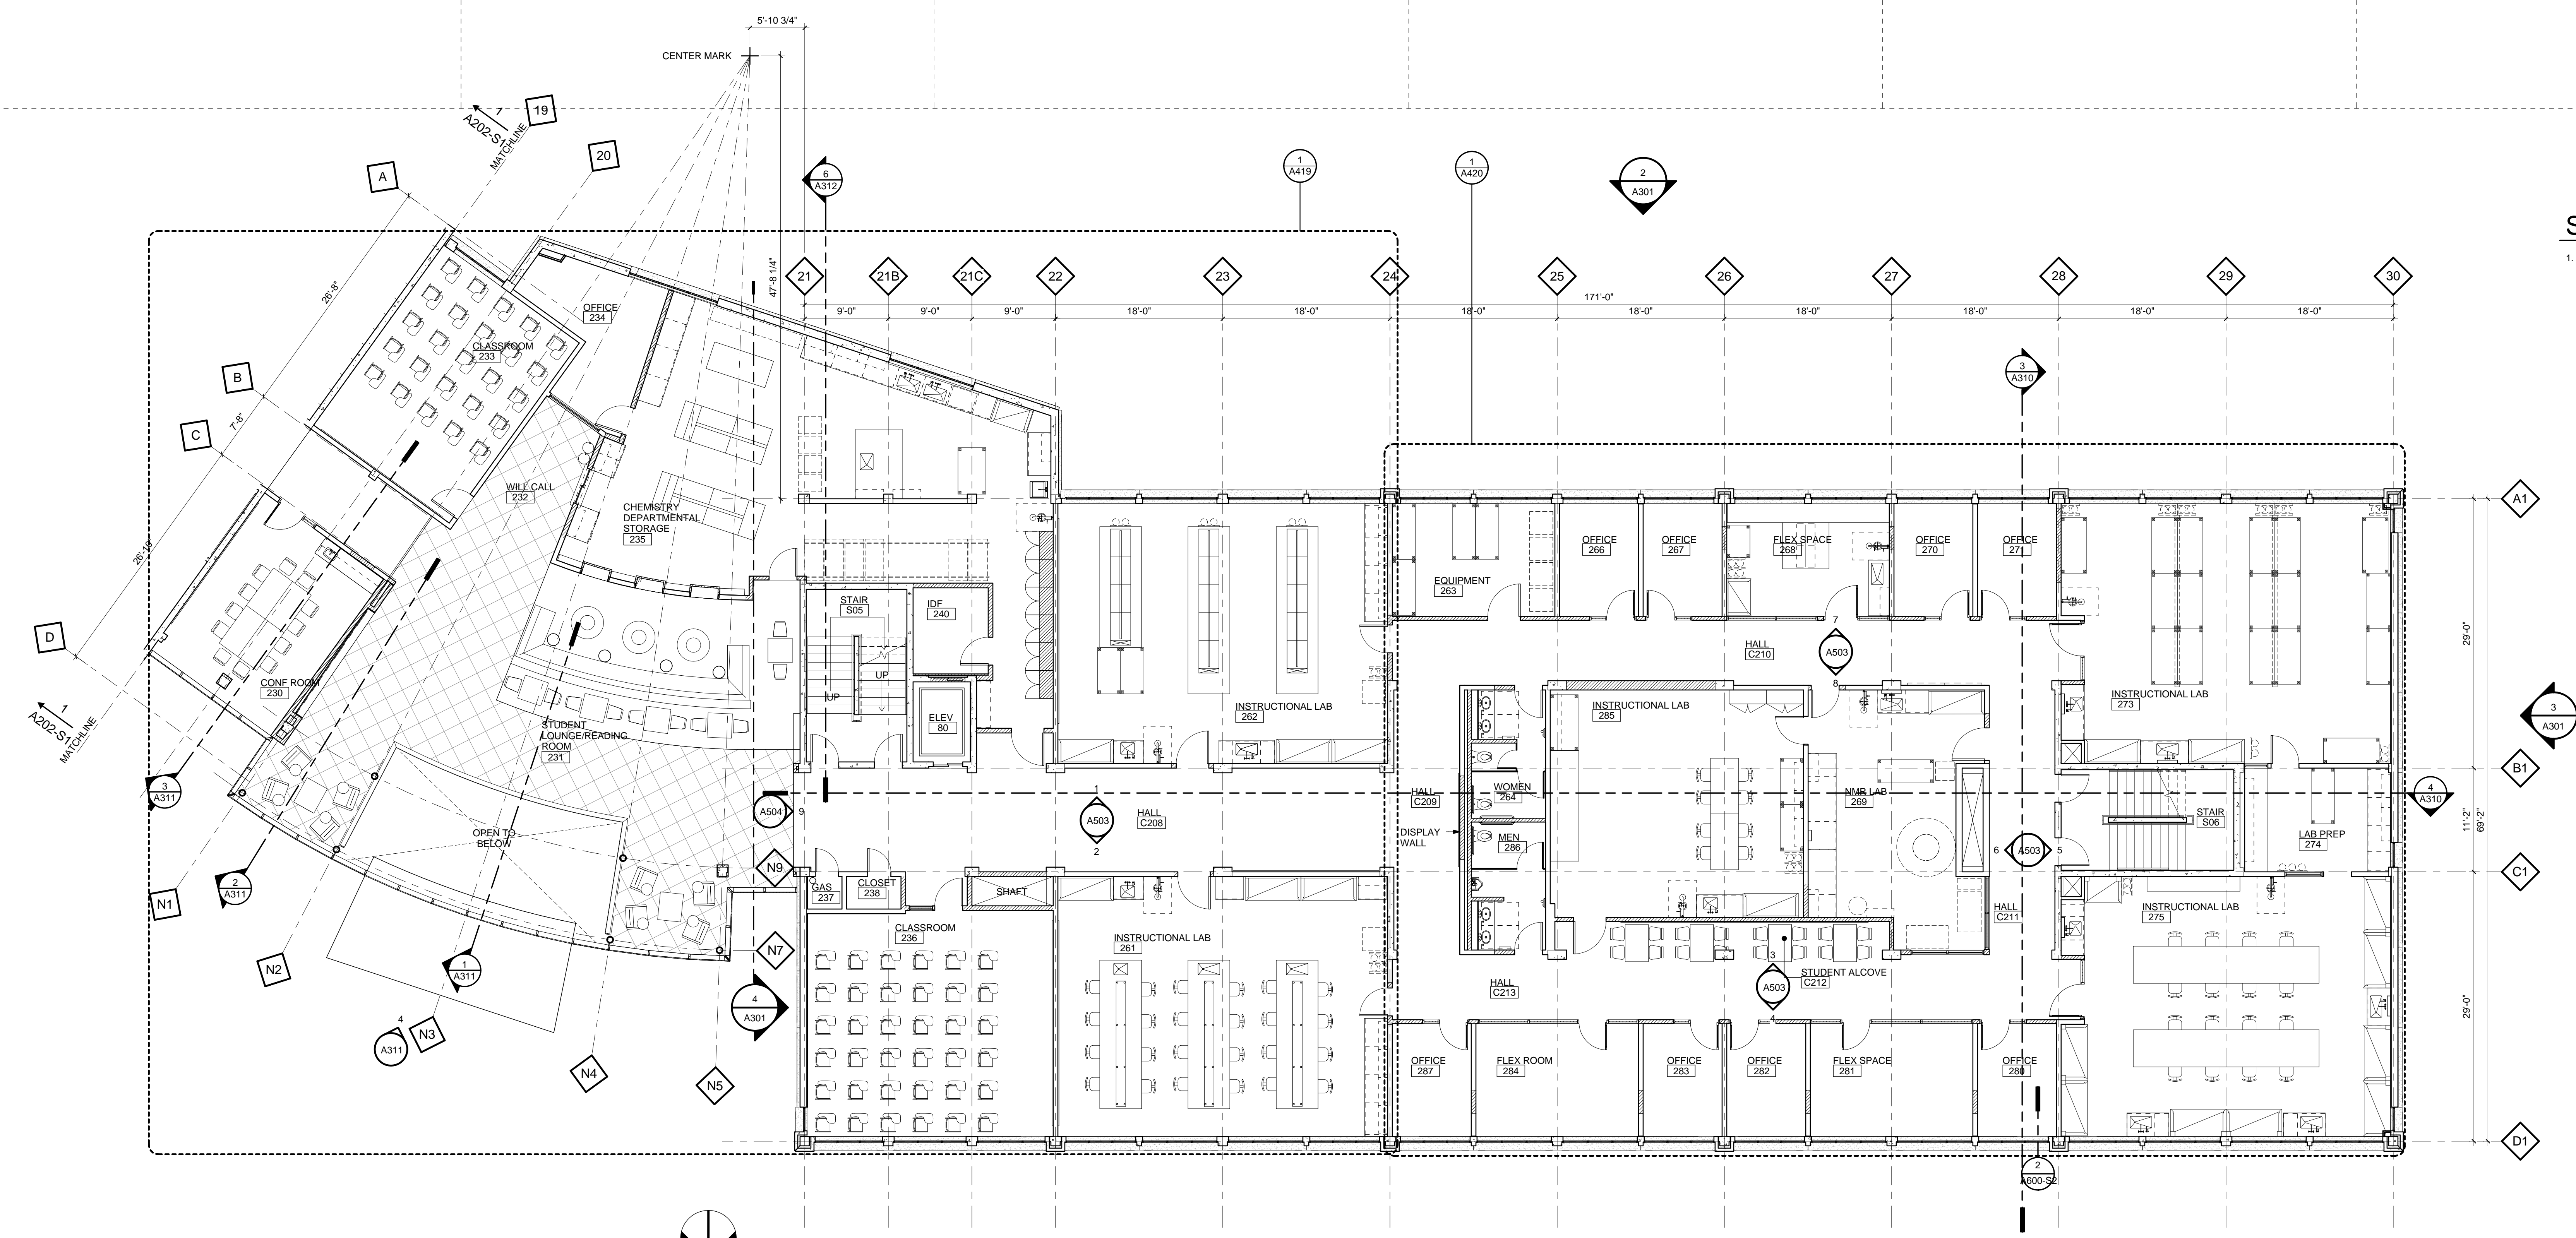 5'-10 3/4"
CENTER MARK
1
A202-S1
MATCHLINE
19
20
A
6
A312
1
A419
1
A420
2
A301
S
1.
26'-8"
47'-8 1/4"
21
21B
21C
22
23
24
25
26
27
28
29
30
171'-0"
9'-0"
9'-0"
9'-0"
18'-0"
18'-0"
18'-0"
18'-0"
18'-0"
18'-0"
18'-0"
18'-0"
OFFICE
234
CLASSROOM
233
B
3
A310
7'-8"
C
WILL CALL
232
CHEMISTRY
DEPARTMENTAL
STORAGE
235
A1
26'-10"
OFFICE
266
OFFICE
267
FLEX SPACE
268
OFFICE
270
OFFICE
271
EQUIPMENT
263
STAIR
S05
IDF
240
D
7
HALL
C210
A503
8
29'-0"
UP
UP
CONF ROOM
230
1
A202-S1
MATCHLINE
INSTRUCTIONAL LAB
262
INSTRUCTIONAL LAB
285
INSTRUCTIONAL LAB
273
3
A301
ELEV
80
STUDENT
LOUNGE/READING
ROOM
231
B1
3
A311
A504
9
1
A503
2
HALL
C208
HALL
C209
WOMEN
264
NMR LAB
269
4
A310
STAIR
S06
OPEN TO
BELOW
DISPLAY
WALL
MEN
286
LAB PREP
274
11'-2"
69'-2"
6
A503
5
N9
C1
2
A311
N1
GAS
237
CLOSET
238
SHAFT
HALL
C211
INSTRUCTIONAL LAB
275
CLASSROOM
236
INSTRUCTIONAL LAB
261
N7
N2
1
A311
3
A503
4
STUDENT ALCOVE
C212
HALL
C213
4
A301
29'-0"
4
A311
N3
N4
N5
OFFICE
287
FLEX ROOM
284
OFFICE
283
OFFICE
282
FLEX SPACE
281
OFFICE
280
D1
2
A600-S2